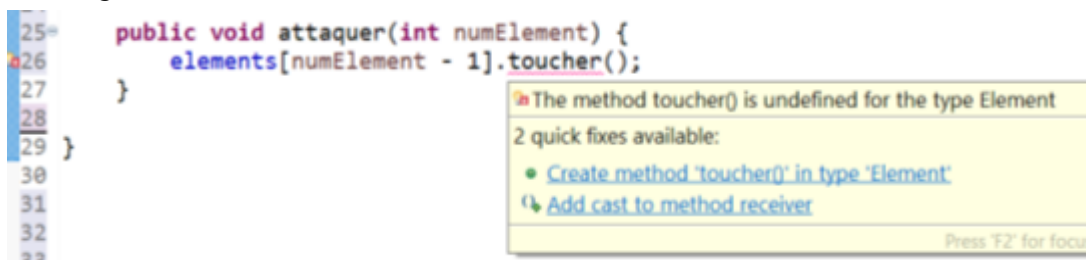 25 public void attaquer(int numElement) {
26 elements[numElement - 1].toucher();
27 }
28
29 }
30
31
32
The method toucher() is undefined for the type Element
2 quick fixes available:
Create method 'toucher()' in type 'Element'
Add cast to method receiver
Press 'F2' for focu